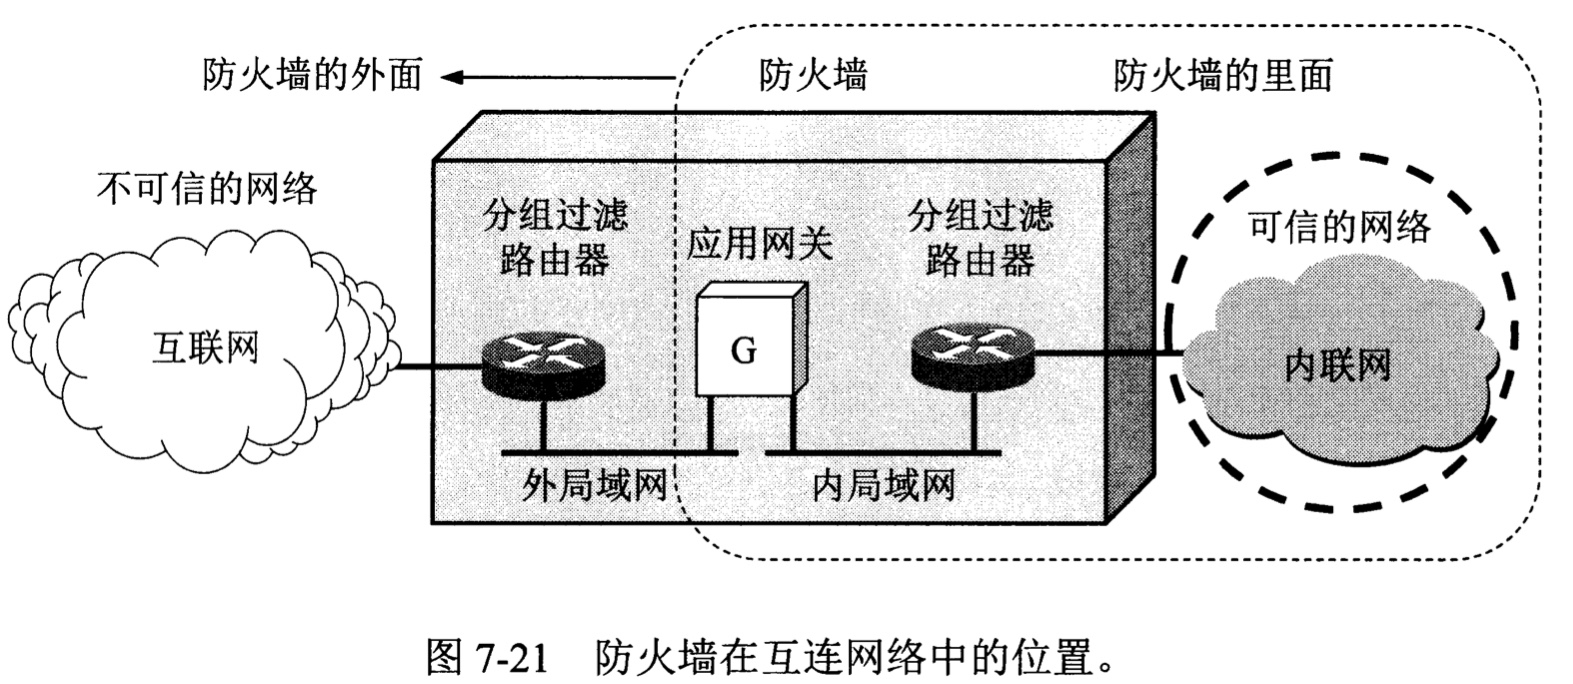 防火墙的外面
防火墙
防火墙的里面
不可信的网络
分组过滤
路由器
应用网关
分组过滤
路由器
可信的网络
互联网
G
内联网
外局域网
内局域网
图 7-21 防火墙在互连网络中的位置。